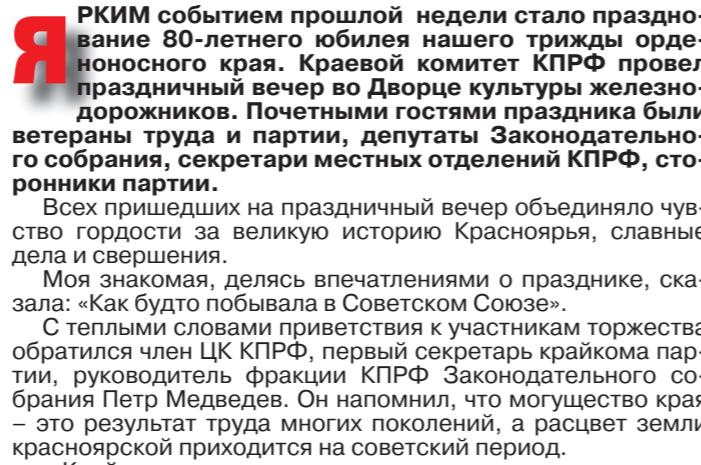 ЯРКИМ событием прошлой недели стало праздно-
вание 80-летнего юбилея нашего трижды орде-
ноносного края. Краевой комитет КПРФ провел
праздничный вечер во Дворце культуры железно-
дорожников. Почетными гостями праздника были
ветераны труда и партии, депутаты Законодательно-
го собрания, секретари местных отделений КПРФ, сто-
ронники партии.
Всех пришедших на праздничный вечер объединяло чув-
ство гордости за великую историю Красноярья, славные
дела и свершения.
Моя знакомая, делясь впечатлениями о празднике, ска-
зала: «Как будто побывала в Советском Союзе».
С теплыми словами приветствия к участникам торжества
обратился член ЦК КПРФ, первый секретарь крайкома пар-
тии, руководитель фракции КПРФ Законодательного со-
брания Петр Медведев. Он напомнил, что могущество края
– это результат труда многих поколений, а расцвет земли
красноярской приходится на советский период.